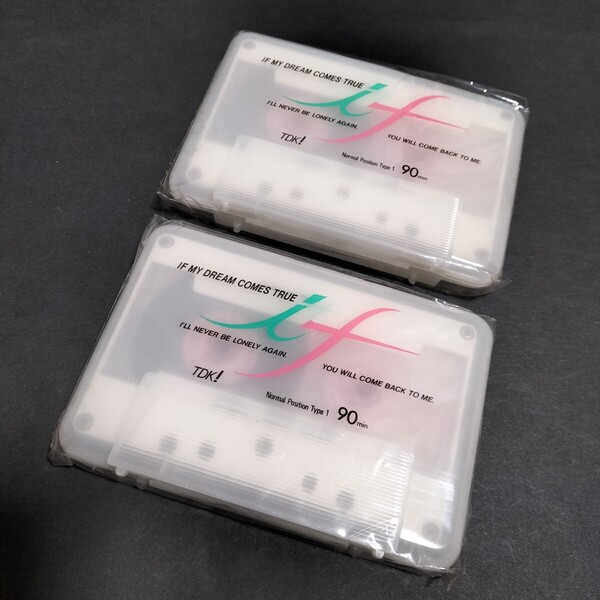 IF MY DREAM COMES TRUE
if
I'LL NEVER BE LONELY AGAIN.
YOU WILL COME BACK TO ME.
TDK!
Normal Position Type 1 90min
IF MY DREAM COMES TRUE
if
I'LL NEVER BE LONELY AGAIN.
YOU WILL COME BACK TO ME.
TDK!
Normal Position Type 1 90min